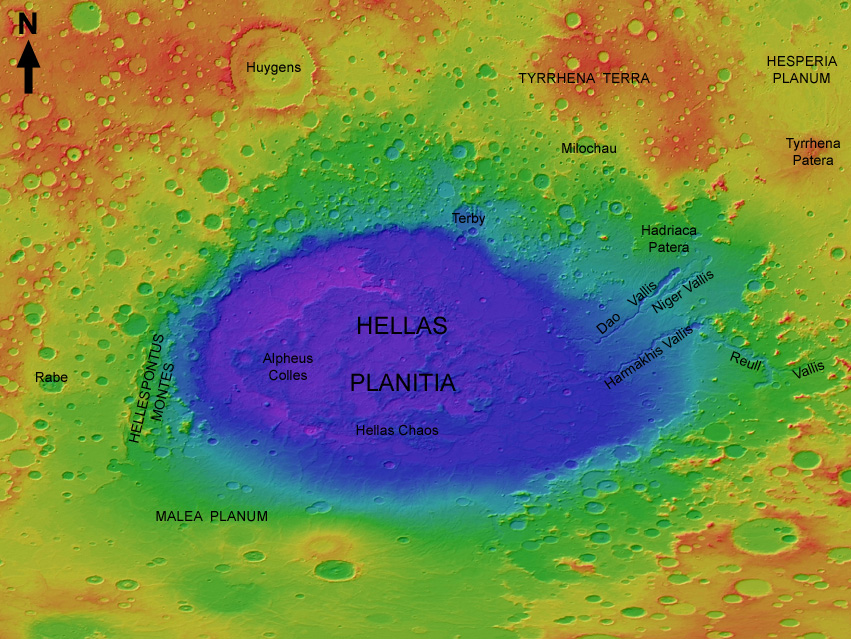 N
Huygens
TYRRHENA TERRA
HESPERIA
PLANUM
Milochau
Tyrrhena
Patera
Terby
Hadriaca
Patera
Dao Vallis
Niger Vallis
HELLAS
PLANITIA
Alpheus
Colles
Harmakhis Vallis
Reull Vallis
Rabe
HELLESPONTUS
MONTES
Hellas Chaos
MALEA PLANUM